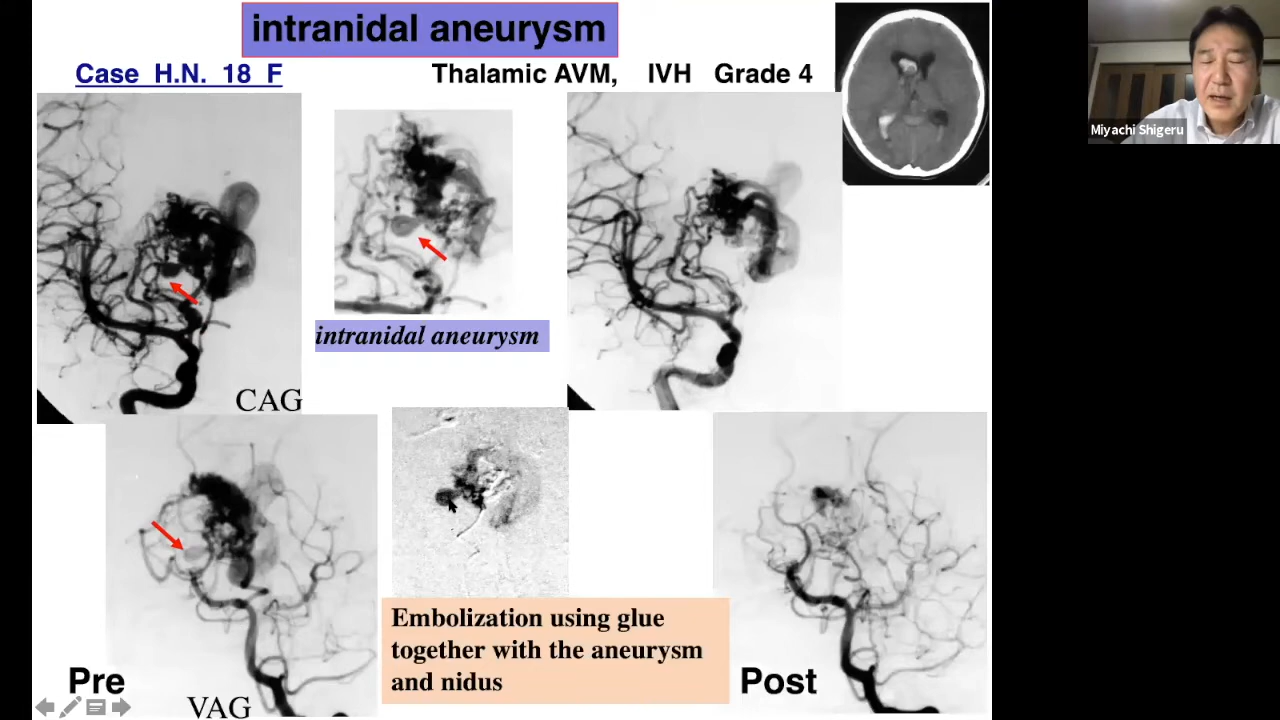 intranidal aneurysm
Case H.N. 18 F
Thalamic AVM, IVH Grade 4
Miyachi Shigeru
intranidal aneurysm
CAG
Embolization using glue
together with the aneurysm
and nidus
Pre
VAG
Post